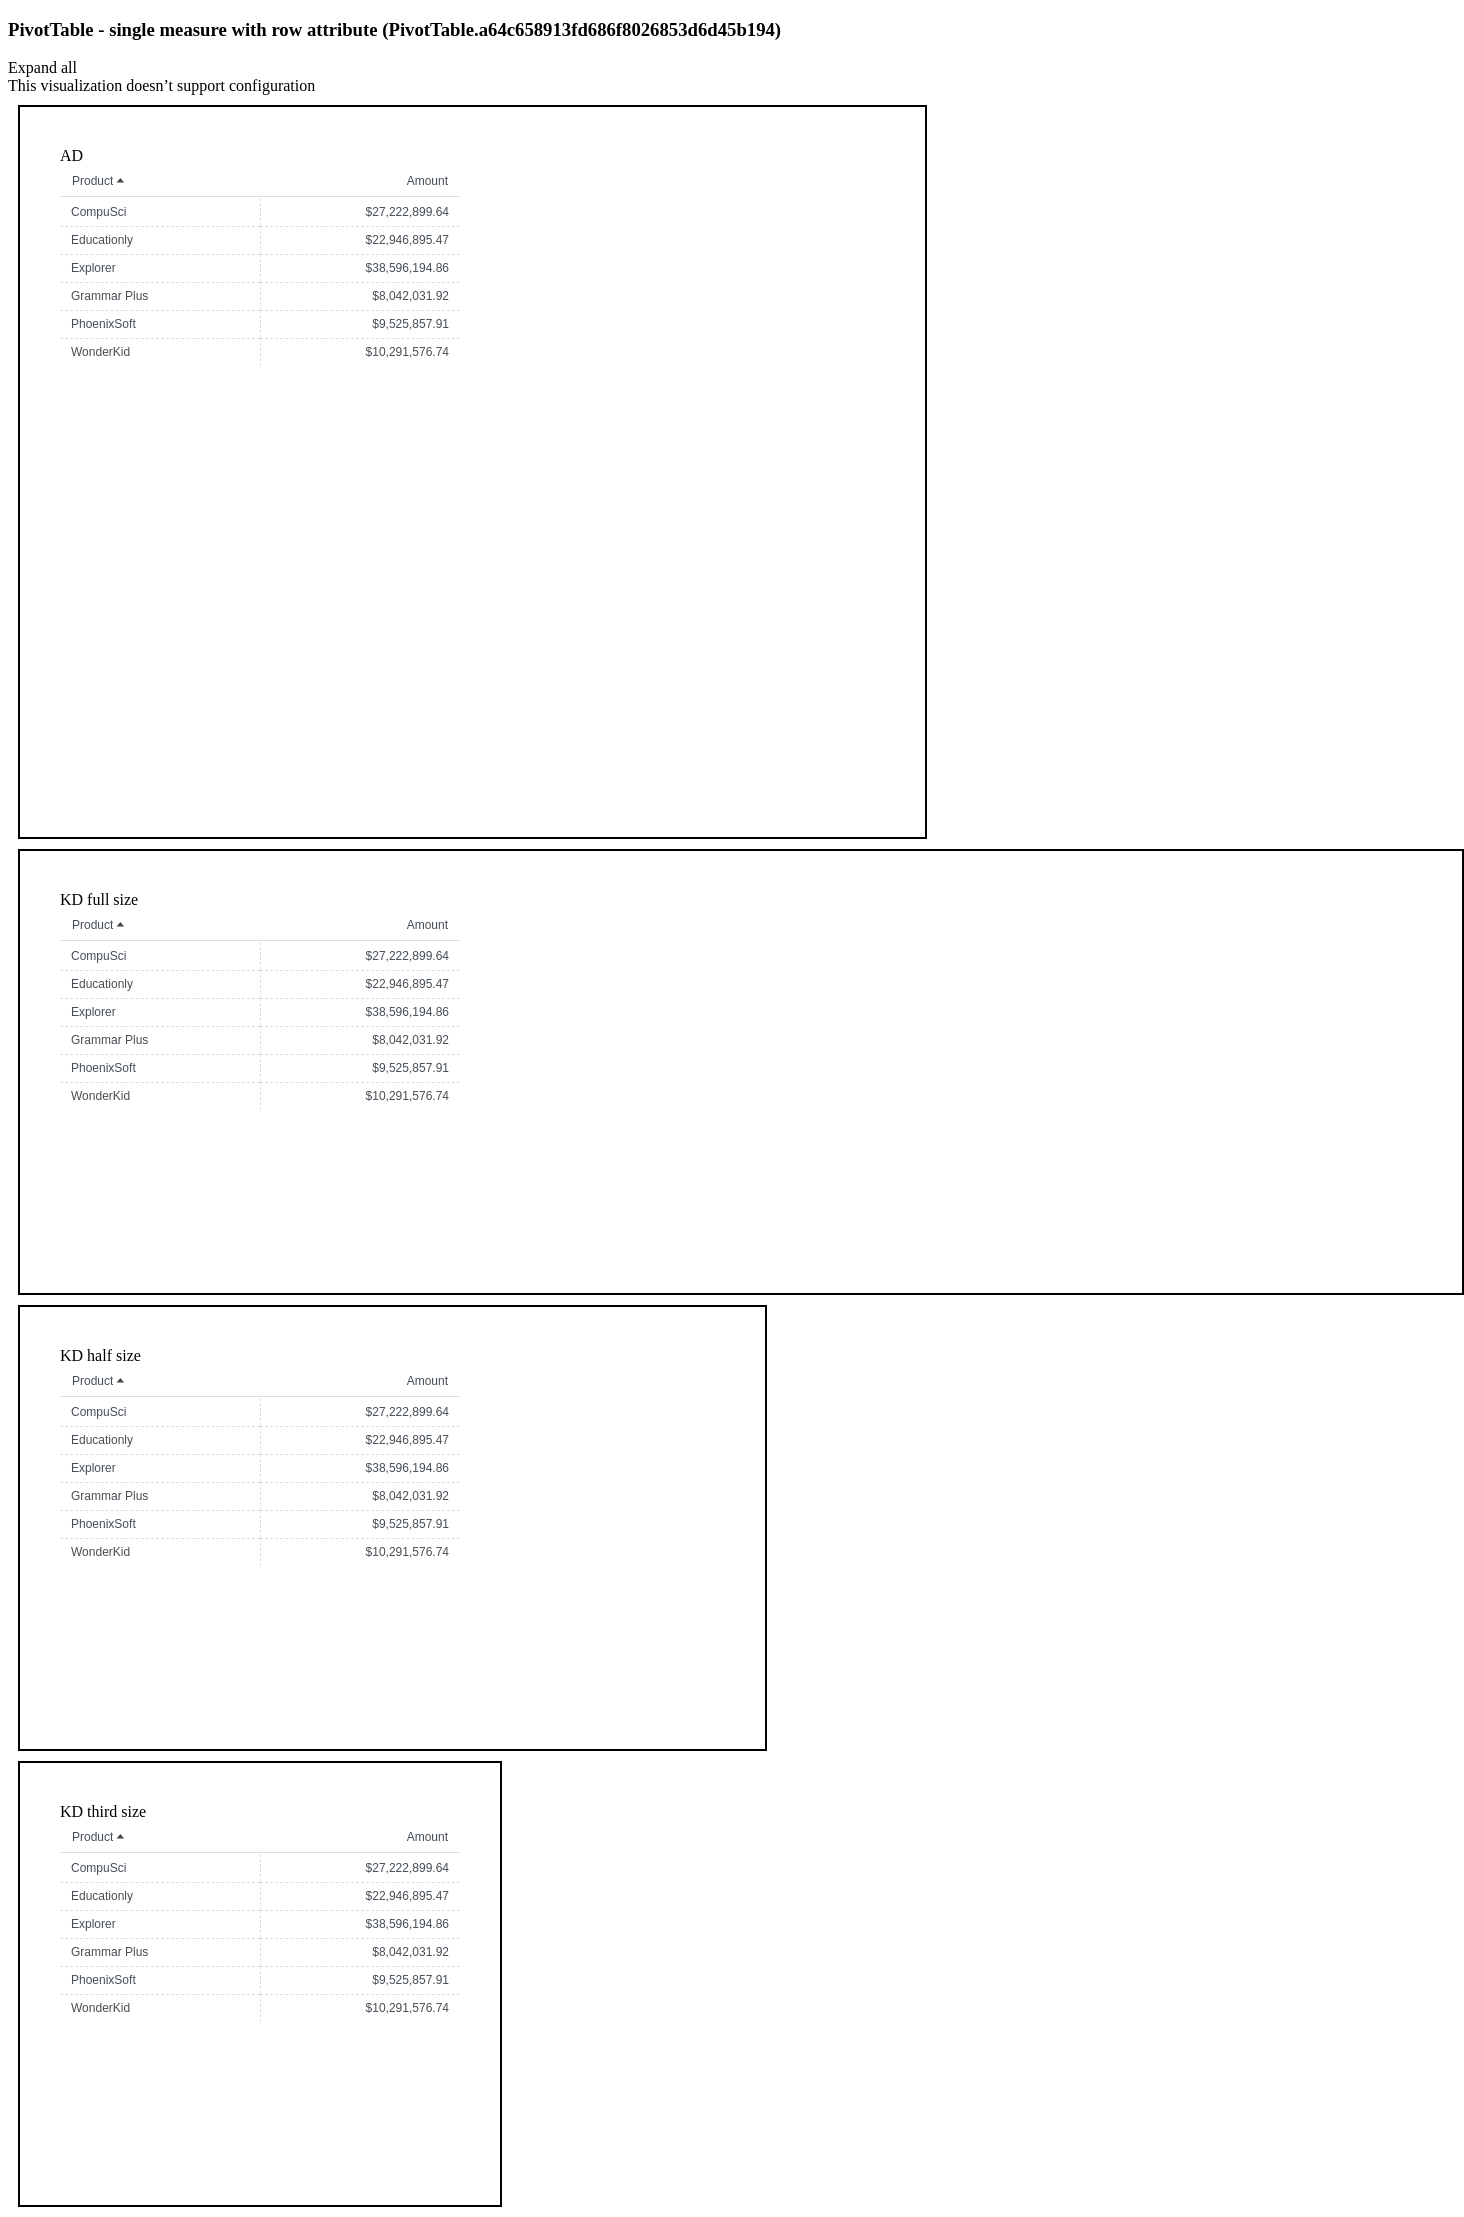 PivotTable - single measure with row attribute (PivotTable.a64c658913fd686f8026853d6d45b194)
Expand all
This visualization doesn’t support configuration
AD
Product Amount
CompuSci $27,222,899.64
Educationly $22,946,895.47
Explorer $38,596,194.86
Grammar Plus $8,042,031.92
PhoenixSoft $9,525,857.91
WonderKid $10,291,576.74
KD full size
Product Amount
CompuSci $27,222,899.64
Educationly $22,946,895.47
Explorer $38,596,194.86
Grammar Plus $8,042,031.92
PhoenixSoft $9,525,857.91
WonderKid $10,291,576.74
KD half size
Product Amount
CompuSci $27,222,899.64
Educationly $22,946,895.47
Explorer $38,596,194.86
Grammar Plus $8,042,031.92
PhoenixSoft $9,525,857.91
WonderKid $10,291,576.74
KD third size
Product Amount
CompuSci $27,222,899.64
Educationly $22,946,895.47
Explorer $38,596,194.86
Grammar Plus $8,042,031.92
PhoenixSoft $9,525,857.91
WonderKid $10,291,576.74